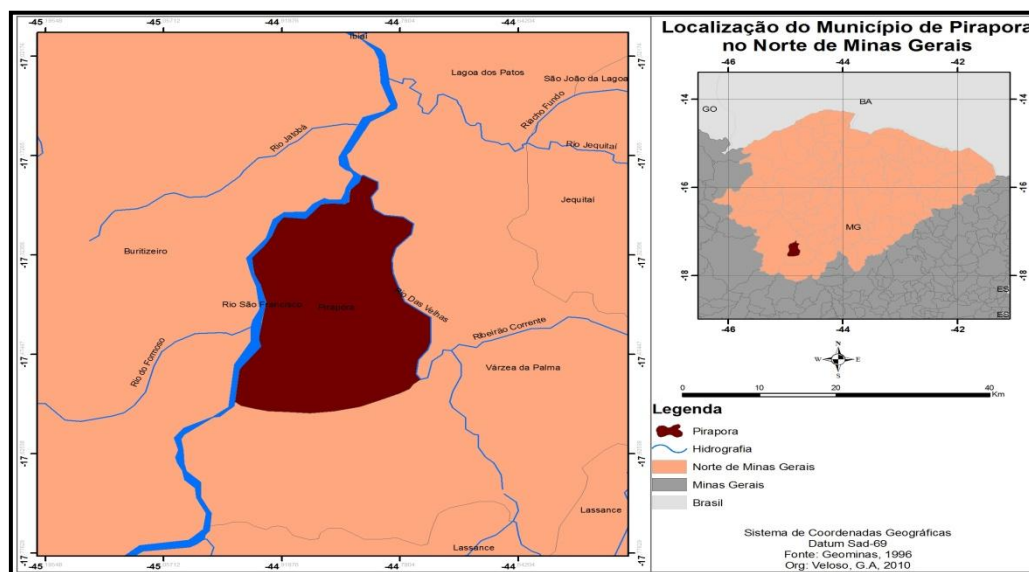 Localização do Município de Pirapora
no Norte de Minas Gerais
-45
-45
-44
-44
-44
Ibiaí
Lagoa dos Patos
São João da Lagoa
Riacho Fundo
Rio Jatobá
Rio Jequitaí
Jequitaí
Buritizeiro
Rio São Francisco
Pirapora
Rio Das Velhas
Ribeirão Corrente
Rio do Formoso
Várzea da Palma
Lassance
Lassance
-17
-17
-17
-17
-17
-17
-45
-45
-44
-44
-44
-46
-44
-42
-14
-16
-18
GO
BA
MG
ES
ES
-46
-44
-42
N
W
E
S
0
10
20
40
Km
Legenda
Pirapora
Hidrografia
Norte de Minas Gerais
Minas Gerais
Brasil
Sistema de Coordenadas Geográficas
Datum Sad-69
Fonte: Geominas, 1996
Org: Veloso, G.A, 2010